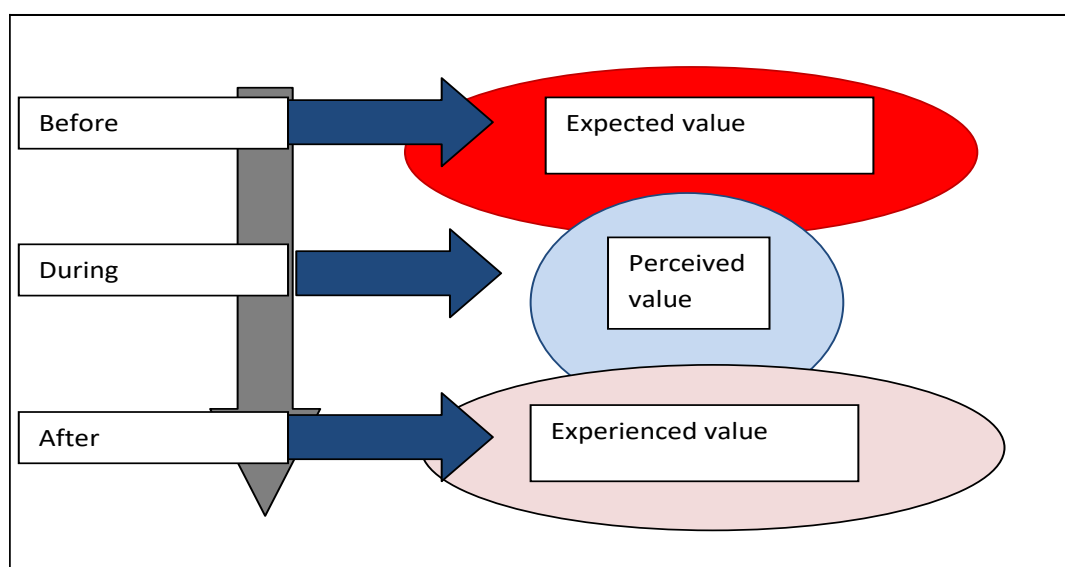 Before
Expected value
During
Perceived
value
After
Experienced value